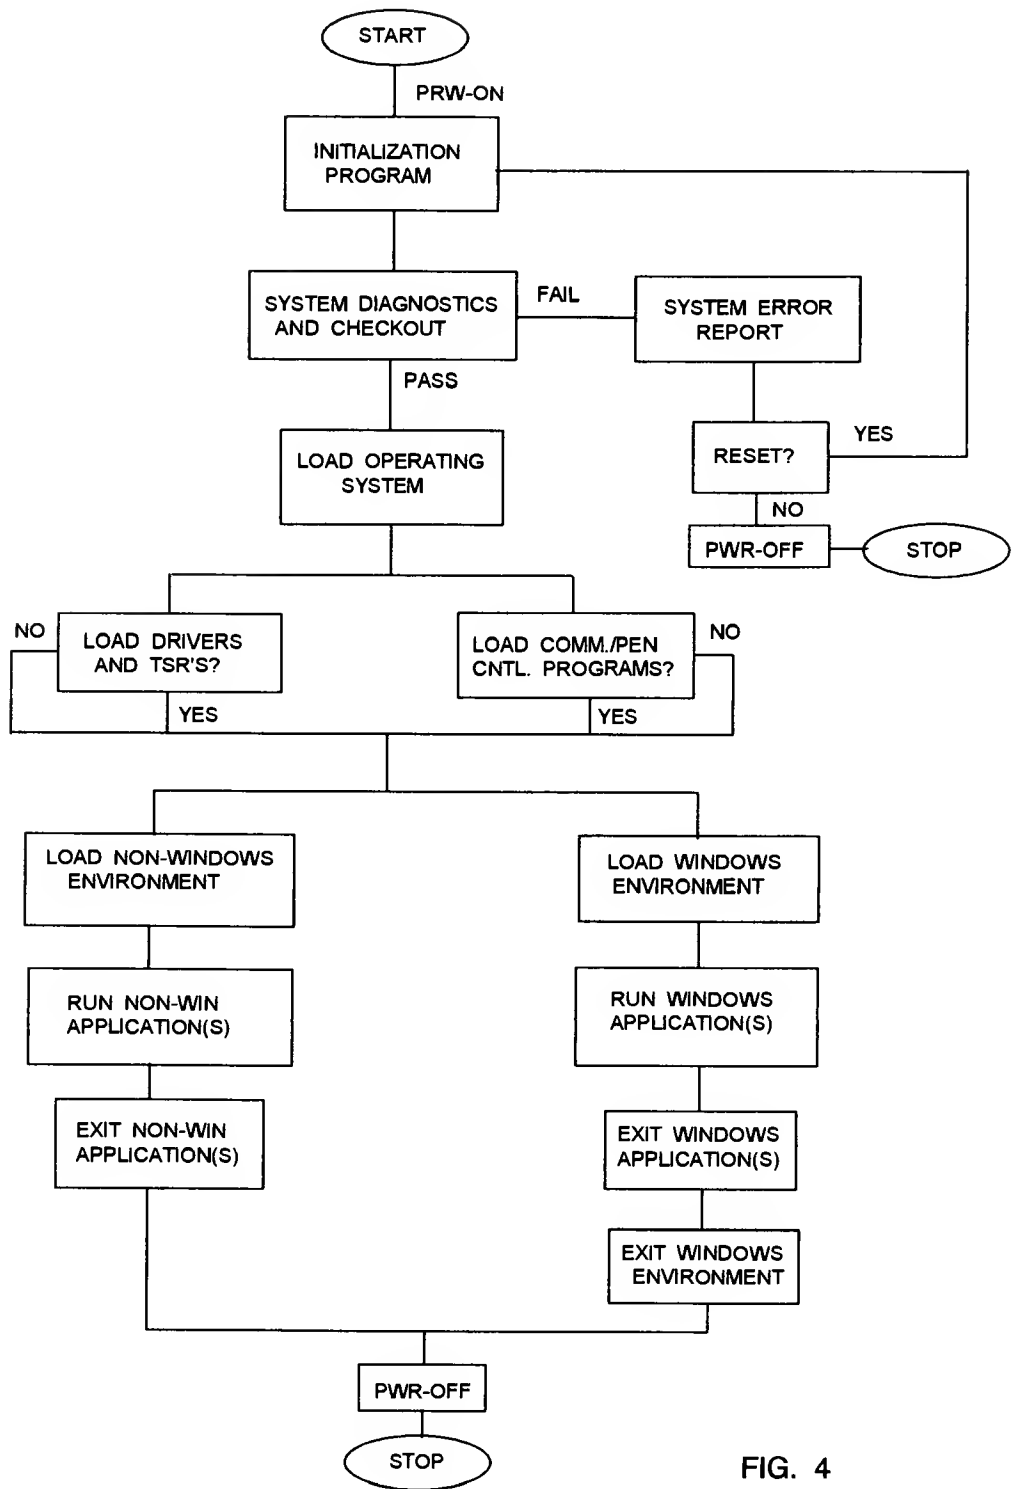 START
PRW-ON
INITIALIZATION
PROGRAM
SYSTEM DIAGNOSTICS
AND CHECKOUT
FAIL
SYSTEM ERROR
REPORT
PASS
LOAD OPERATING
SYSTEM
RESET?
YES
NO
PWR-OFF
STOP
NO
LOAD DRIVERS
AND TSR'S?
YES
LOAD COMM./PEN
CNTL. PROGRAMS?
NO
YES
LOAD NON-WINDOWS
ENVIRONMENT
LOAD WINDOWS
ENVIRONMENT
RUN NON-WIN
APPLICATION(S)
RUN WINDOWS
APPLICATION(S)
EXIT NON-WIN
APPLICATION(S)
EXIT WINDOWS
APPLICATION(S)
EXIT WINDOWS
ENVIRONMENT
PWR-OFF
STOP
FIG. 4